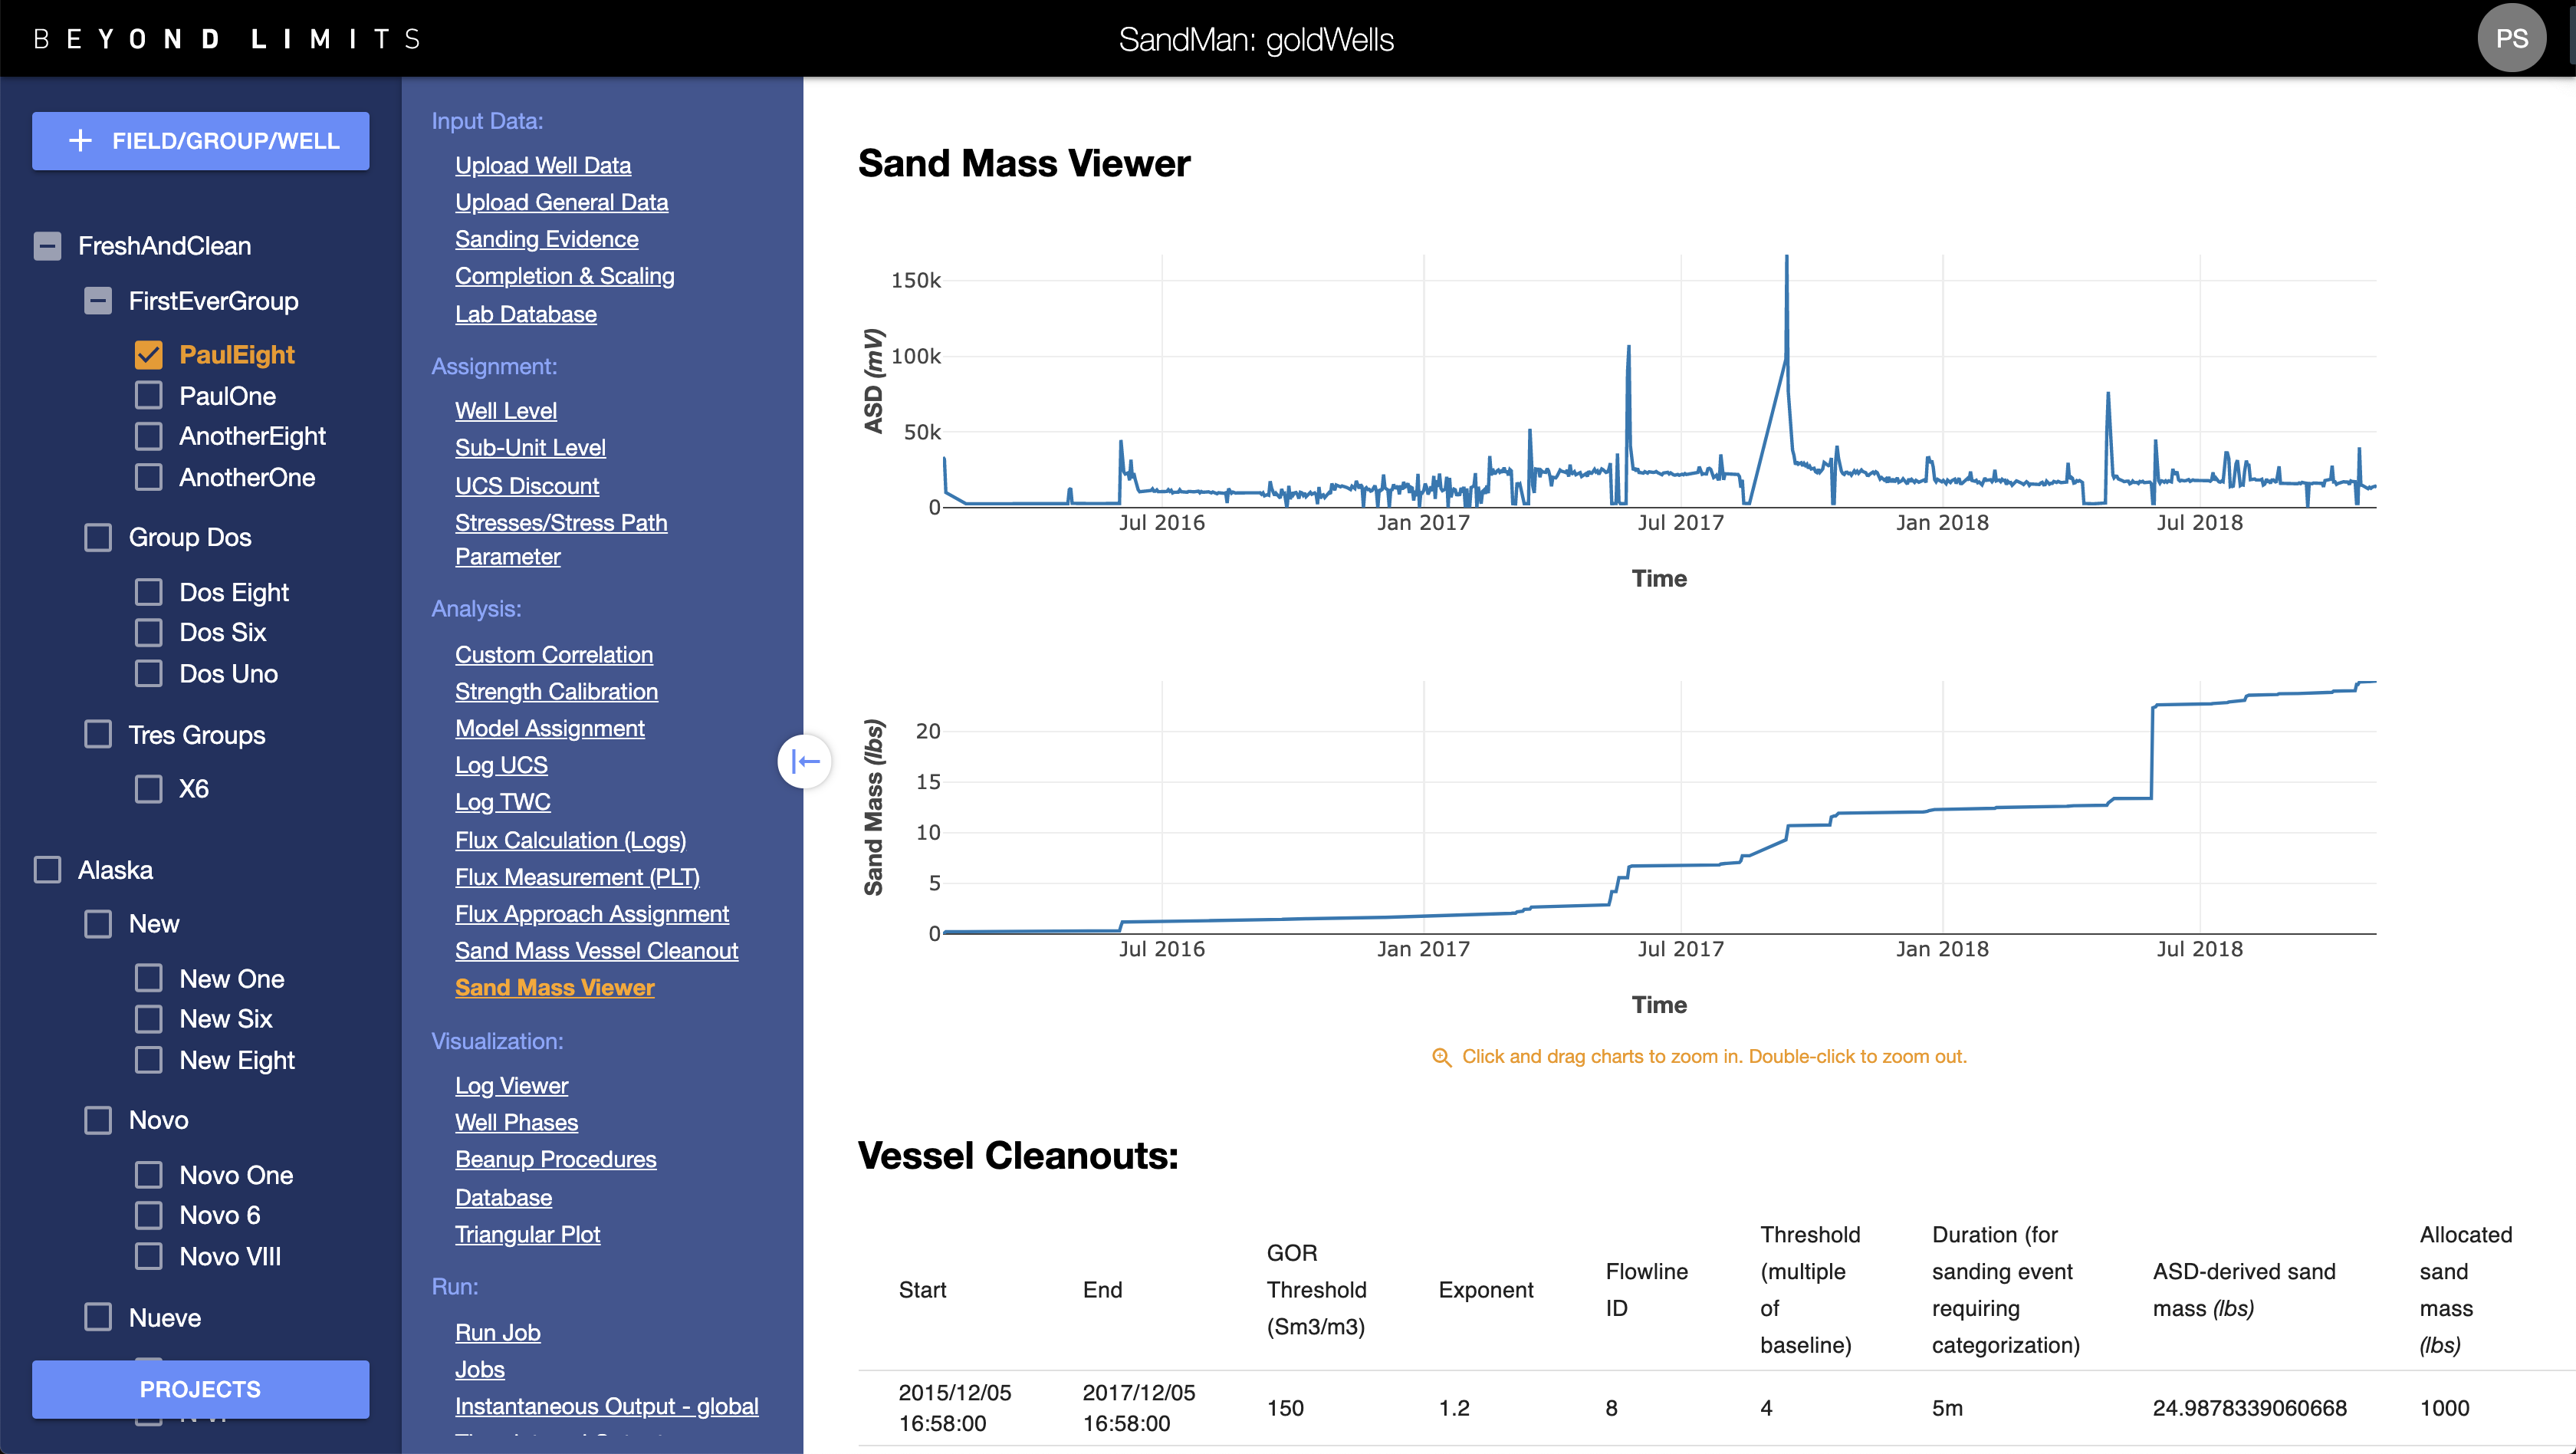 BEYOND LIMITS
SandMan: goldWells
PS
FIELD/GROUP/WELL
FreshAndClean
FirstEverGroup
PaulEight
PaulOne
AnotherEight
AnotherOne
Group Dos
Dos Eight
Dos Six
Dos Uno
Tres Groups
X6
Alaska
New
New One
New Six
New Eight
Novo
Novo One
Novo 6
Novo VIII
Nueve
PROJECTS
Input Data:
Upload Well Data
Upload General Data
Sanding Evidence
Completion & Scaling
Lab Database
Assignment:
Well Level
Sub-Unit Level
UCS Discount
Stresses/Stress Path
Parameter
Analysis:
Custom Correlation
Strength Calibration
Model Assignment
Log UCS
Log TWC
Flux Calculation (Logs)
Flux Measurement (PLT)
Flux Approach Assignment
Sand Mass Vessel Cleanout
Sand Mass Viewer
Visualization:
Log Viewer
Well Phases
Beanup Procedures
Database
Triangular Plot
Run:
Run Job
Jobs
Instantaneous Output - global
Sand Mass Viewer
ASD (mV)
150k
100k
50k
0
Jul 2016 Jan 2017 Jul 2017 Jan 2018 Jul 2018
Time
Sand Mass (lbs)
20
15
10
5
0
Jul 2016 Jan 2017 Jul 2017 Jan 2018 Jul 2018
Time
Click and drag charts to zoom in. Double-click to zoom out.
Vessel Cleanouts:
Start
End
GOR
Threshold
(Sm3/m3)
Exponent
Flowline
ID
Threshold
(multiple
of
baseline)
Duration (for
sanding event
requiring
categorization)
ASD-derived sand
mass (lbs)
Allocated
sand
mass
(lbs)
2015/12/05
16:58:00
2017/12/05
16:58:00
150
1.2
8
4
5m
24.9878339060668
1000